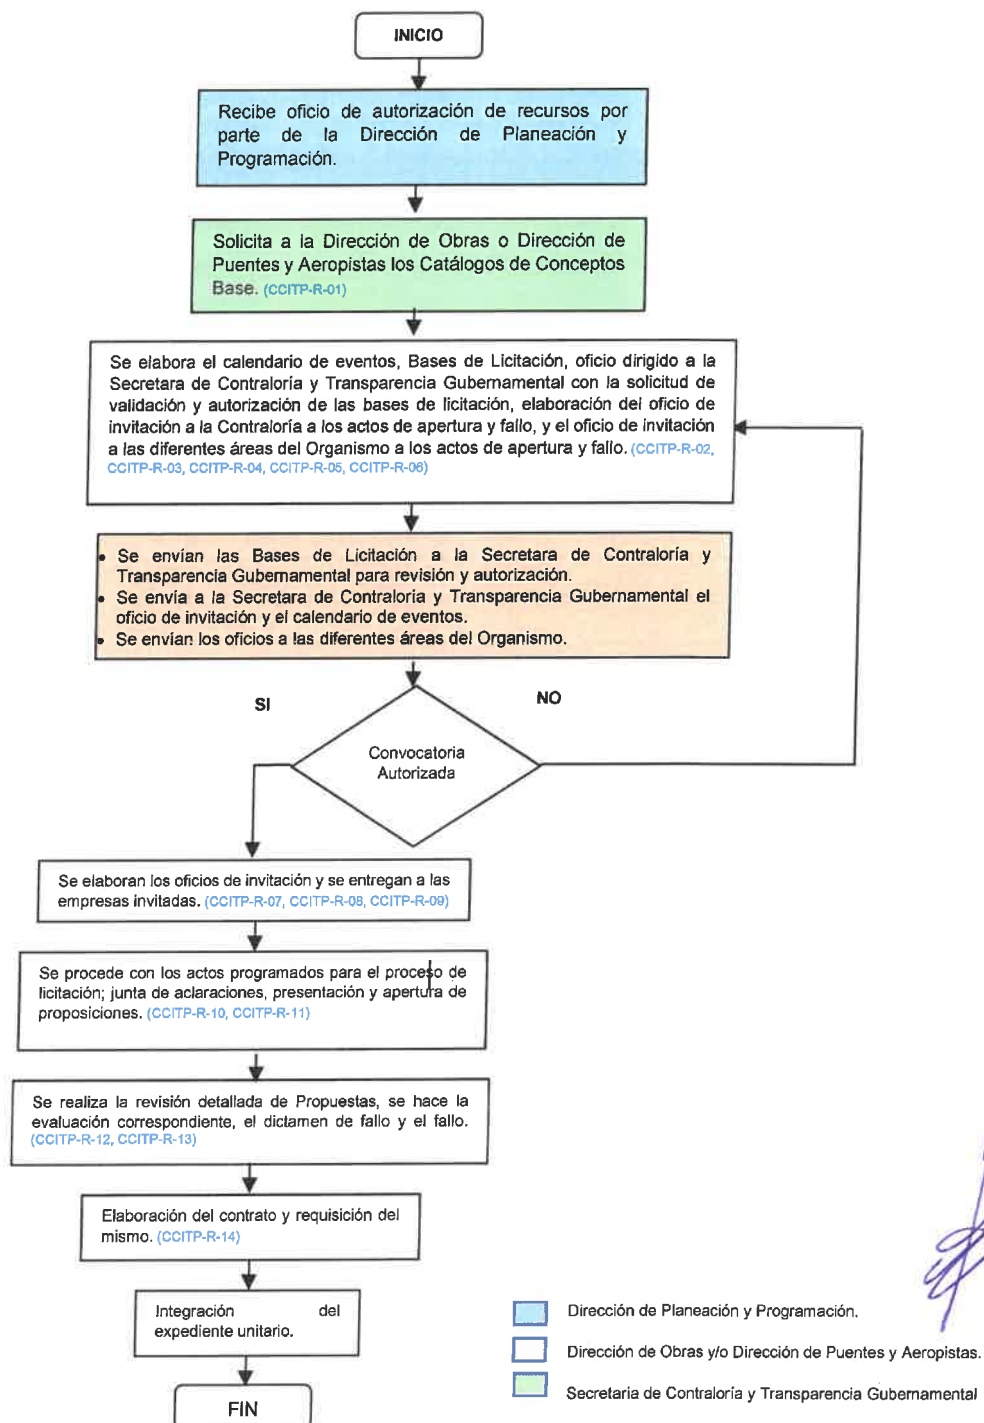 INICIO
Recibe oficio de autorización de recursos por
parte de la Dirección de Planeación y
Programación.
Solicita a la Dirección de Obras o Dirección de
Puentes y Aeropistas los Catálogos de Conceptos
Base. (CCITP-R-01)
Se elabora el calendario de eventos, Bases de Licitación, oficio dirigido a la
Secretara de Contraloría y Transparencia Gubernamental con la solicitud de
validación y autorización de las bases de licitación, elaboración del oficio de
invitación a la Contraloría a los actos de apertura y fallo, y el oficio de invitación
a las diferentes áreas del Organismo a los actos de apertura y fallo. (CCITP-R-02,
CCITP-R-03, CCITP-R-04, CCITP-R-05, CCITP-R-06)
• Se envían las Bases de Licitación a la Secretara de Contraloría y
Transparencia Gubernamental para revisión y autorización.
• Se envía a la Secretara de Contraloria y Transparencia Gubernamental el
oficio de invitación y el calendario de eventos.
• Se envían los oficios a las diferentes áreas del Organismo.
SI
NO
Convocatoria
Autorizada
Se elaboran los oficios de invitación y se entregan a las
empresas invitadas. (CCITP-R-07, CCITP-R-08, CCITP-R-09)
Se procede con los actos programados para el proceso de
licitación; junta de aclaraciones, presentación y apertura de
proposiciones. (CCITP-R-10, CCITP-R-11)
Se realiza la revisión detallada de Propuestas, se hace la
evaluación correspondiente, el dictamen de fallo y el fallo.
(CCITP-R-12, CCITP-R-13)
Elaboración del contrato y requisición del
mismo. (CCITP-R-14)
Integración del
expediente unitario.
FIN
Dirección de Planeación y Programación.
Dirección de Obras y/o Dirección de Puentes y Aeropistas.
Secretaria de Contraloría y Transparencia Gubernamental